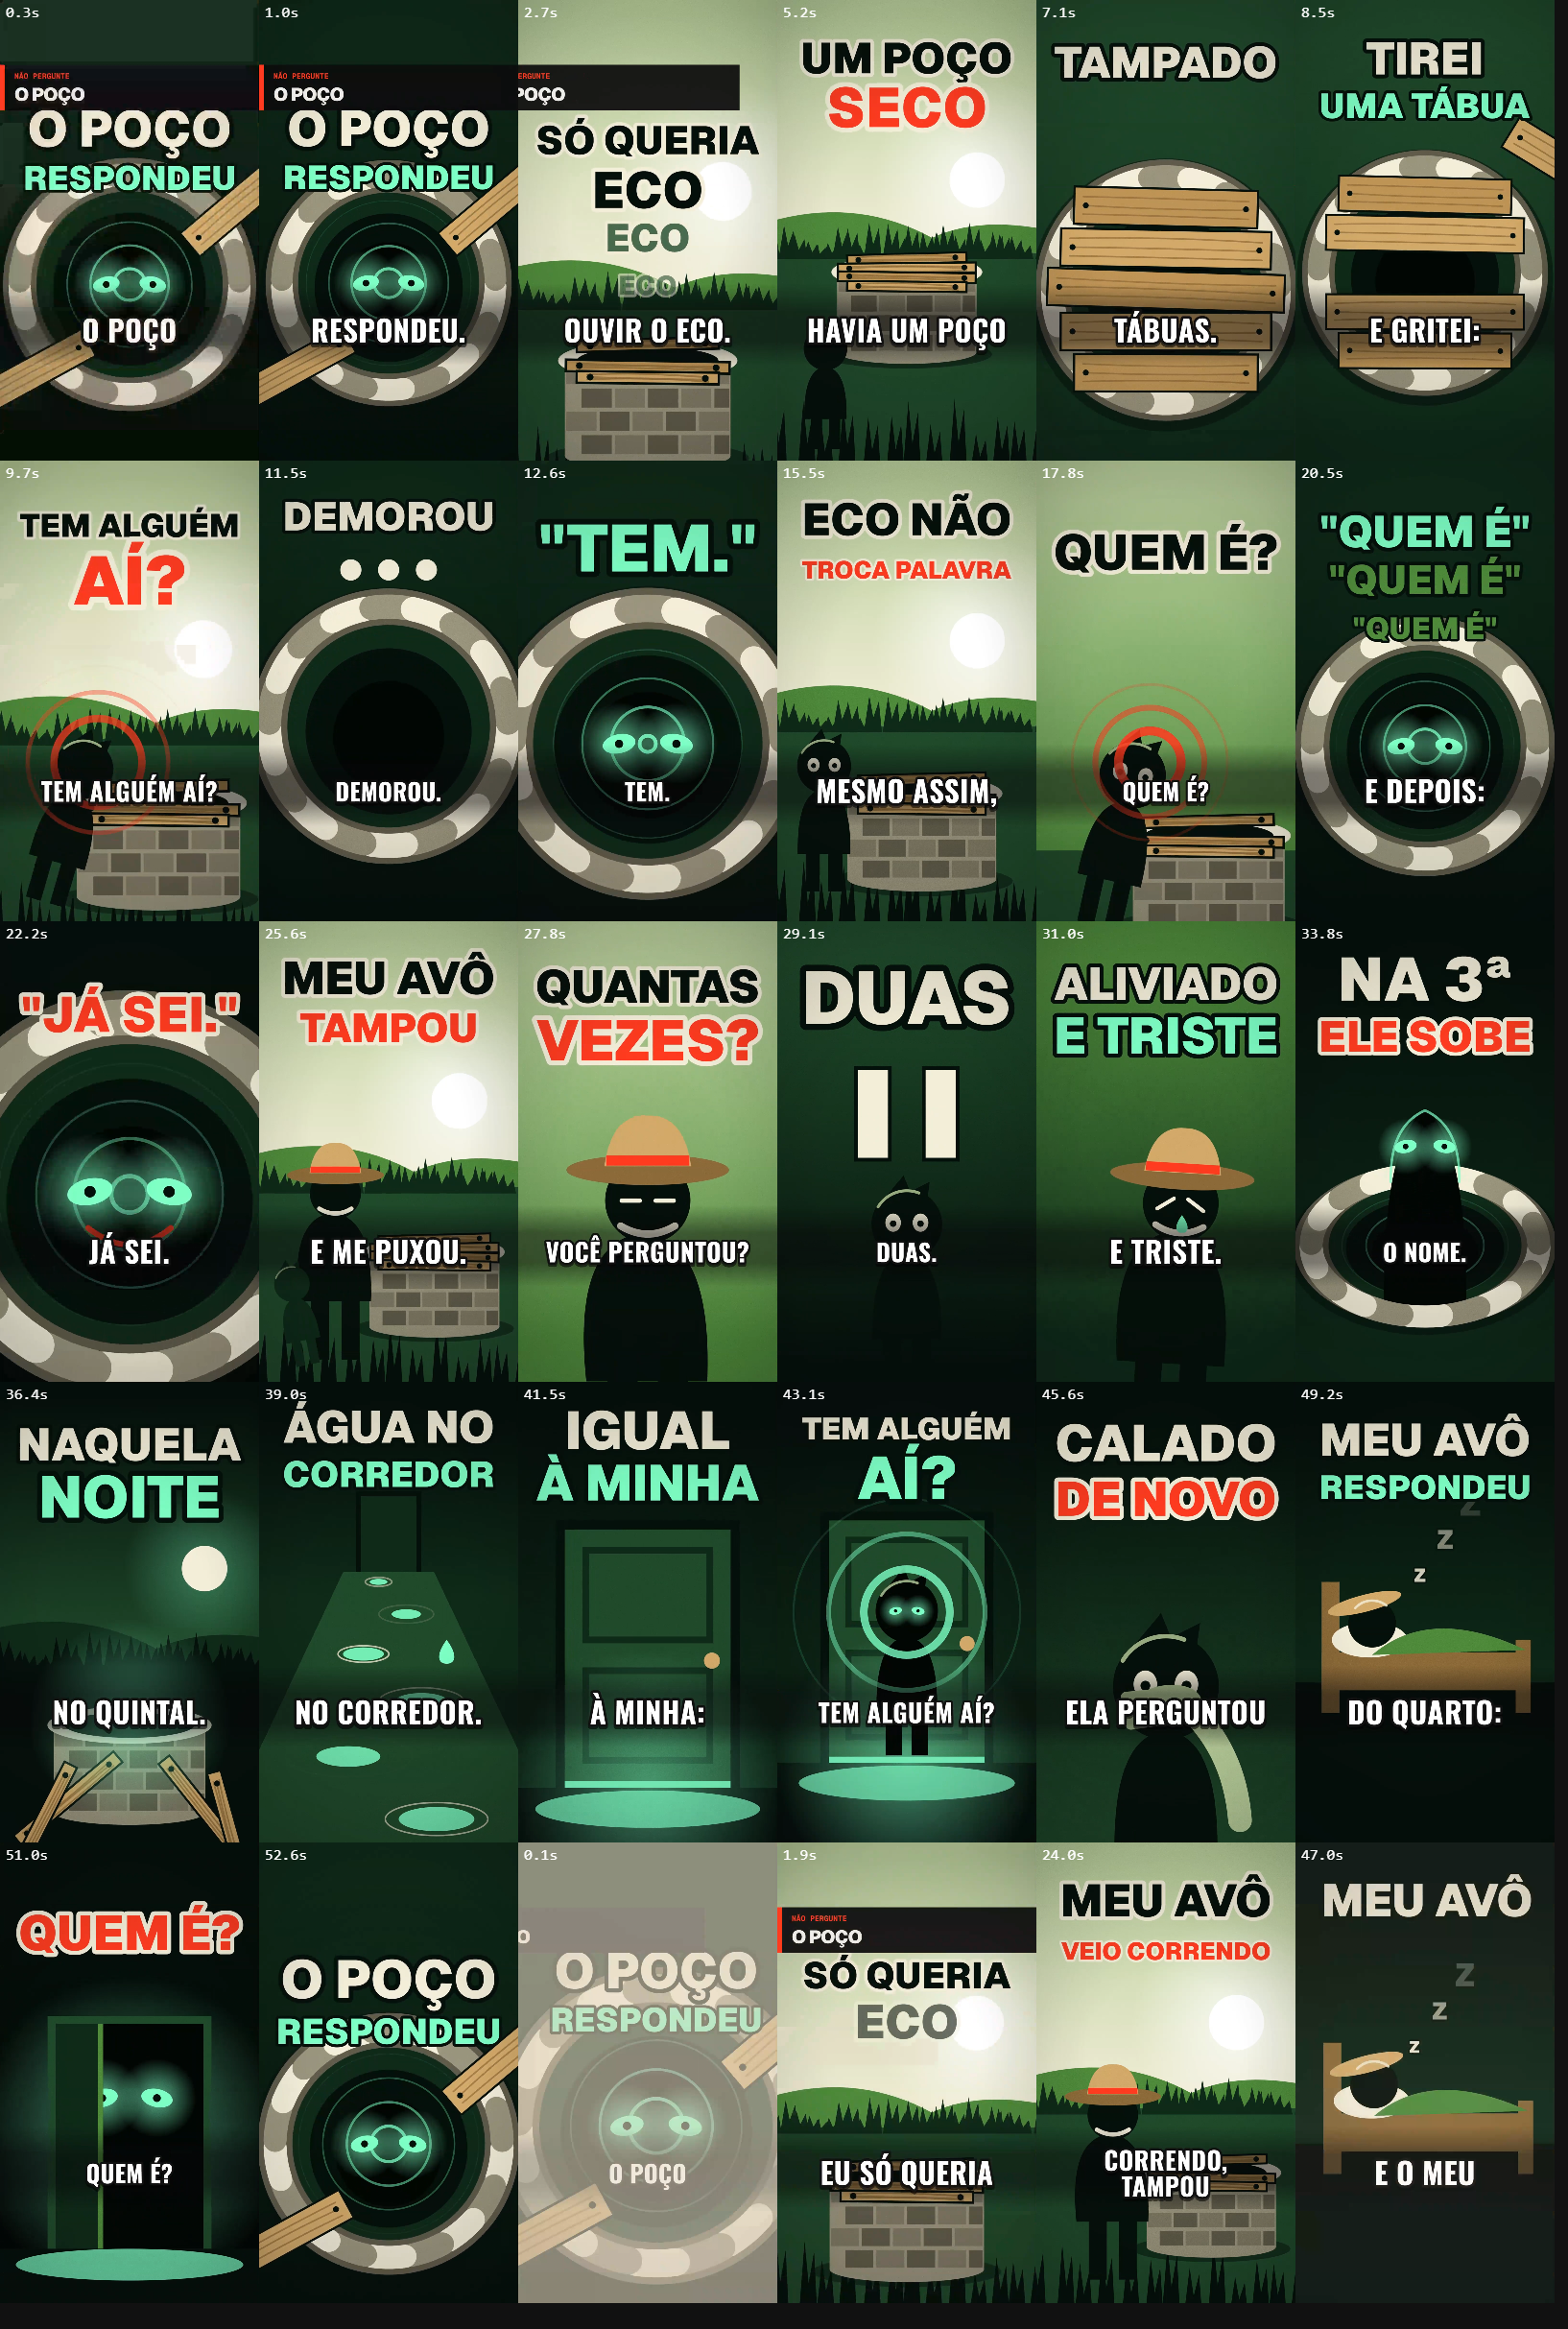 0.3s
NÃO PERGUNTE
O POÇO
O POÇO
RESPONDEU
O POÇO
1.0s
NÃO PERGUNTE
O POÇO
O POÇO
RESPONDEU
RESPONDEU.
2.7s
ERGUNTE
POÇO
SÓ QUERIA
ECO
ECO
ECO
OUVIR O ECO.
5.2s
UM POÇO
SECO
HAVIA UM POÇO
7.1s
TAMPADO
TÁBUAS.
8.5s
TIREI
UMA TÁBUA
E GRITEI:
9.7s
TEM ALGUÉM
AÍ?
TEM ALGUÉM AÍ?
11.5s
DEMOROU
DEMOROU.
12.6s
"TEM."
TEM.
15.5s
ECO NÃO
TROCA PALAVRA
MESMO ASSIM,
17.8s
QUEM É?
QUEM É?
20.5s
"QUEM É"
"QUEM É"
"QUEM É"
E DEPOIS:
22.2s
"JÁ SEI."
JÁ SEI.
25.6s
MEU AVÔ
TAMPOU
E ME PUXOU.
27.8s
QUANTAS
VEZES?
VOCÊ PERGUNTOU?
29.1s
DUAS
DUAS.
31.0s
ALIVIADO
E TRISTE
E TRISTE.
33.8s
NA 3ª
ELE SOBE
O NOME.
36.4s
NAQUELA
NOITE
NO QUINTAL.
39.0s
ÁGUA NO
CORREDOR
NO CORREDOR.
41.5s
IGUAL
À MINHA
À MINHA:
43.1s
TEM ALGUÉM
AÍ?
TEM ALGUÉM AÍ?
45.6s
CALADO
DE NOVO
ELA PERGUNTOU
49.2s
MEU AVÔ
RESPONDEU
Z
Z
Z
DO QUARTO:
51.0s
QUEM É?
QUEM É?
52.6s
O POÇO
RESPONDEU
0.1s
O
O POÇO
RESPONDEU
O POÇO
1.9s
NÃO PERGUNTE
O POÇO
SÓ QUERIA
ECO
EU SÓ QUERIA
24.0s
MEU AVÔ
VEIO CORRENDO
CORRENDO,
TAMPOU
47.0s
MEU AVÔ
Z
Z
Z
E O MEU